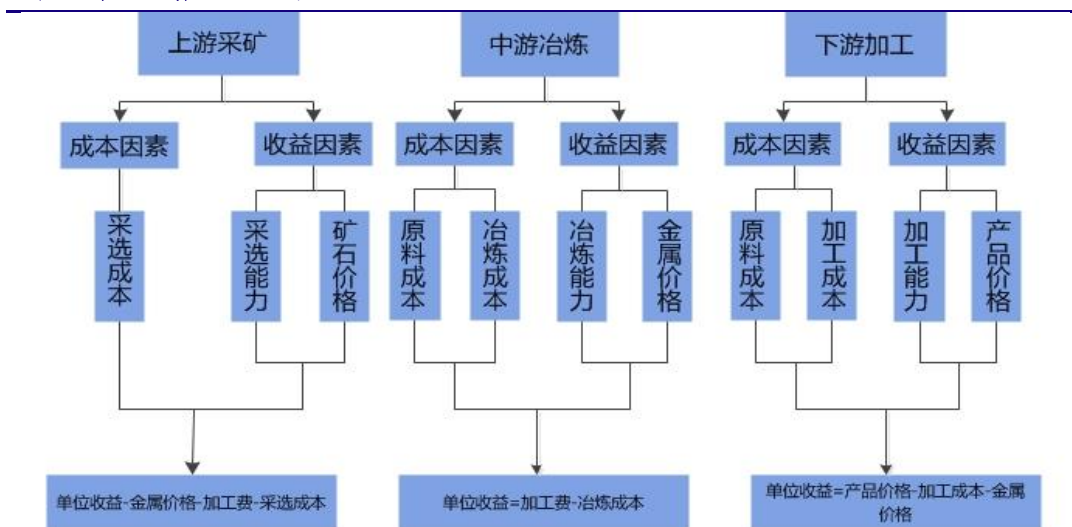 上游采矿
中游冶炼
下游加工
成本因素
收益因素
成本因素
收益因素
成本因素
收益因素
采选成本
采选能力
矿石价格
原料成本
冶炼成本
冶炼能力
金属价格
原料成本
加工成本
加工能力
产品价格
单位收益-金属价格-加工费-采选成本
单位收益=加工费-冶炼成本
单位收益=产品价格-加工成本-金属
价格